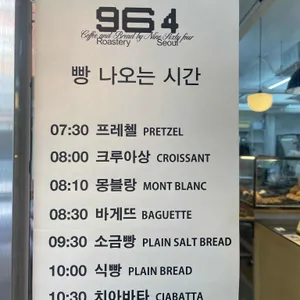 964
Coffee and Bread by Nine Sixty four
Roastery Seoul
빵 나오는 시간
07:30 프레첼 PRETZEL
08:00 크루아상 CROISSANT
08:10 몽블랑 MONT BLANC
08:30 바게뜨 BAGUETTE
09:30 소금빵 PLAIN SALT BREAD
10:00 식빵 PLAIN BREAD
10:30 치아바타 CIABATTA